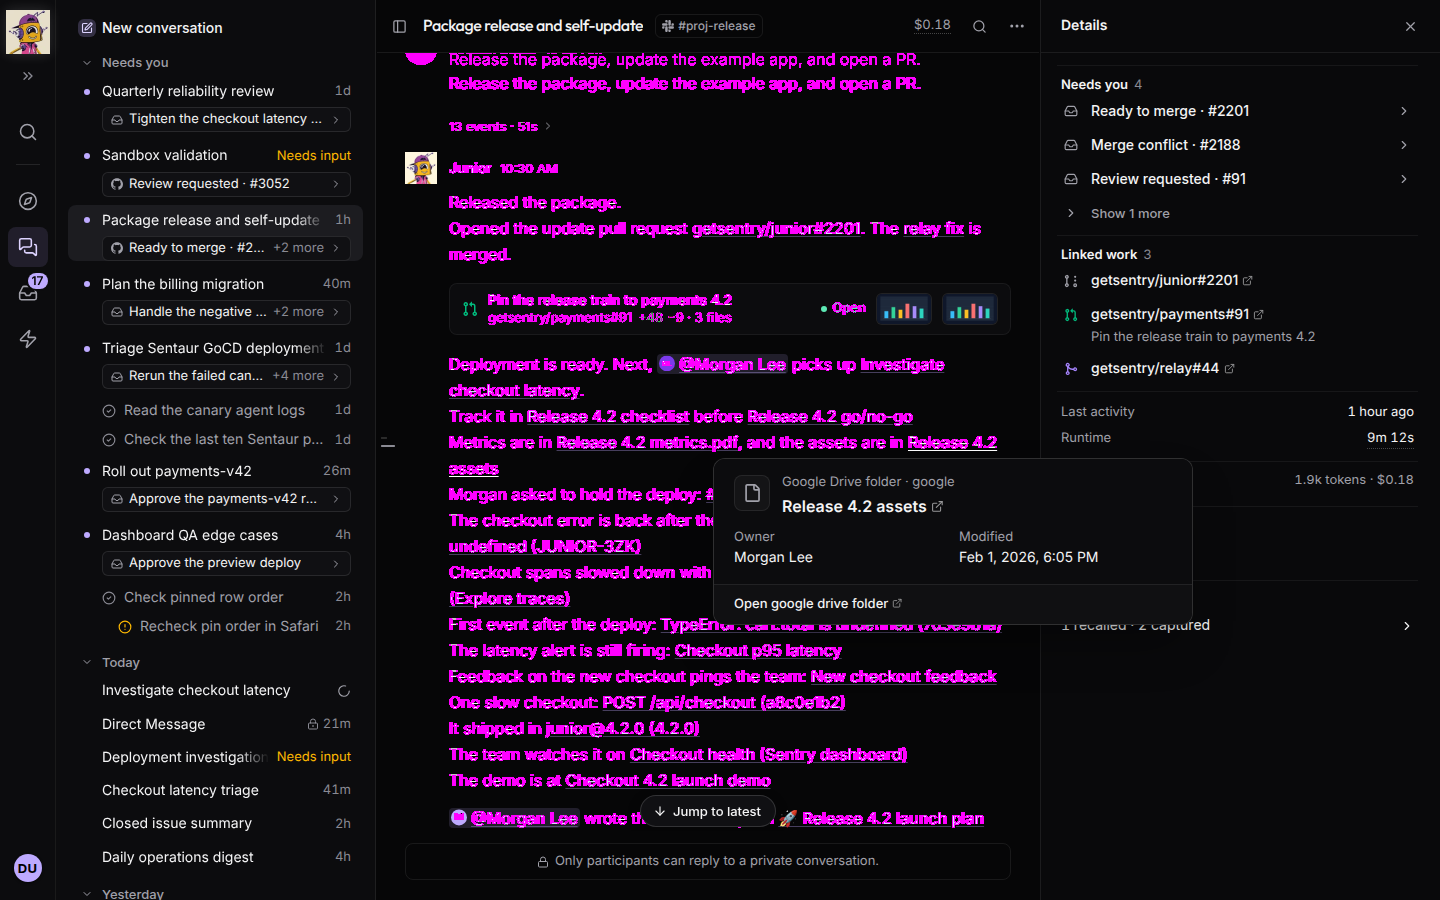 New conversation
Needs you
Quarterly reliability review 1d
Tighten the checkout latency ...
Sandbox validation Needs input
Review requested · #3052
Package release and self-update 1h
Ready to merge · #2... +2 more
Plan the billing migration 40m
Handle the negative ... +2 more
Triage Sentaur GoCD deployment 1d
Rerun the failed can... +4 more
Read the canary agent logs 1d
Check the last ten Sentaur p... 1d
Roll out payments-v42 26m
Approve the payments-v42 r...
Dashboard QA edge cases 4h
Approve the preview deploy
Check pinned row order 2h
Recheck pin order in Safari 2h
Today
Investigate checkout latency
Direct Message 21m
Deployment investigation Needs input
Checkout latency triage 41m
Closed issue summary 2h
Daily operations digest 4h
Yesterday
17
DU
Package release and self-update #proj-release $0.18
Release the package, update the example app, and open a PR.
Release the package, update the example app, and open a PR.
13 events · 51s
Junior 10:30 AM
Released the package.
Opened the update pull request getsentry/junior#2201. The relay fix is
merged.
Pin the release train to payments 4.2
getsentry/payments#91 +48 −9 · 3 files
Open
Deployment is ready. Next, @Morgan Lee picks up Investigate
checkout latency.
Track it in Release 4.2 checklist before Release 4.2 go/no-go
Metrics are in Release 4.2 metrics.pdf, and the assets are in Release 4.2
assets
Morgan asked to hold the deploy:
The checkout error is back after the
undefined (JUNIOR-3ZK)
Checkout spans slowed down with
(Explore traces)
First event after the deploy: TypeError: cart.total is undefined
The latency alert is still firing: Checkout p95 latency
Feedback on the new checkout pings the team: New checkout feedback
One slow checkout: POST /api/checkout (a8c0e1b2)
It shipped in junior@4.2.0 (4.2.0)
The team watches it on Checkout health (Sentry dashboard)
The demo is at Checkout 4.2 launch demo
@Morgan Lee wrote 🚀 Release 4.2 launch plan
Jump to latest
Only participants can reply to a private conversation.
Google Drive folder · google
Release 4.2 assets
Owner Modified
Morgan Lee Feb 1, 2026, 6:05 PM
Open google drive folder
Details
Needs you 4
Ready to merge · #2201
Merge conflict · #2188
Review requested · #91
Show 1 more
Linked work 3
getsentry/junior#2201
getsentry/payments#91
Pin the release train to payments 4.2
getsentry/relay#44
Last activity 1 hour ago
Runtime 9m 12s
1.9k tokens · $0.18
1 recalled · 2 captured